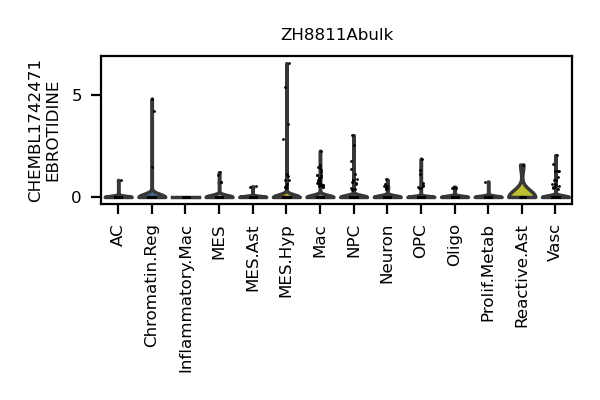 ZH8811Abulk
CHEMBL1742471
EBROTIDINE
5
0
AC
Chromatin.Reg
Inflammatory.Mac
MES
MES.Ast
MES.Hyp
Mac
NPC
Neuron
OPC
Oligo
Prolif.Metab
Reactive.Ast
Vasc